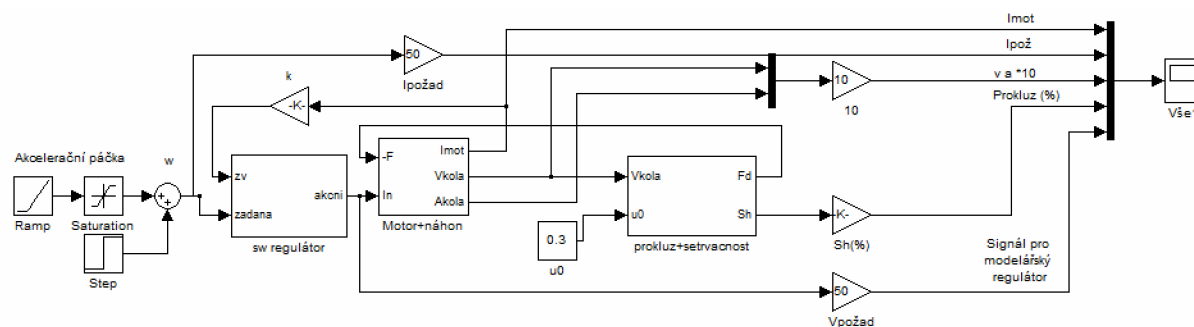 Imot
Ipož
v a *10
Prokluz (%)
50
Ipožad
10
10
k
-K-
Akcelerační páčka
w
Ramp
Saturation
Step
zv
zadana
akcni
sw regulátor
-F
In
Imot
Vkola
Akola
Motor+náhon
Vkola
u0
Fd
Sh
prokluz+setrvacnost
0.3
u0
-K-
Sh(%)
Signál pro
modelářský
regulátor
50
Vpožad